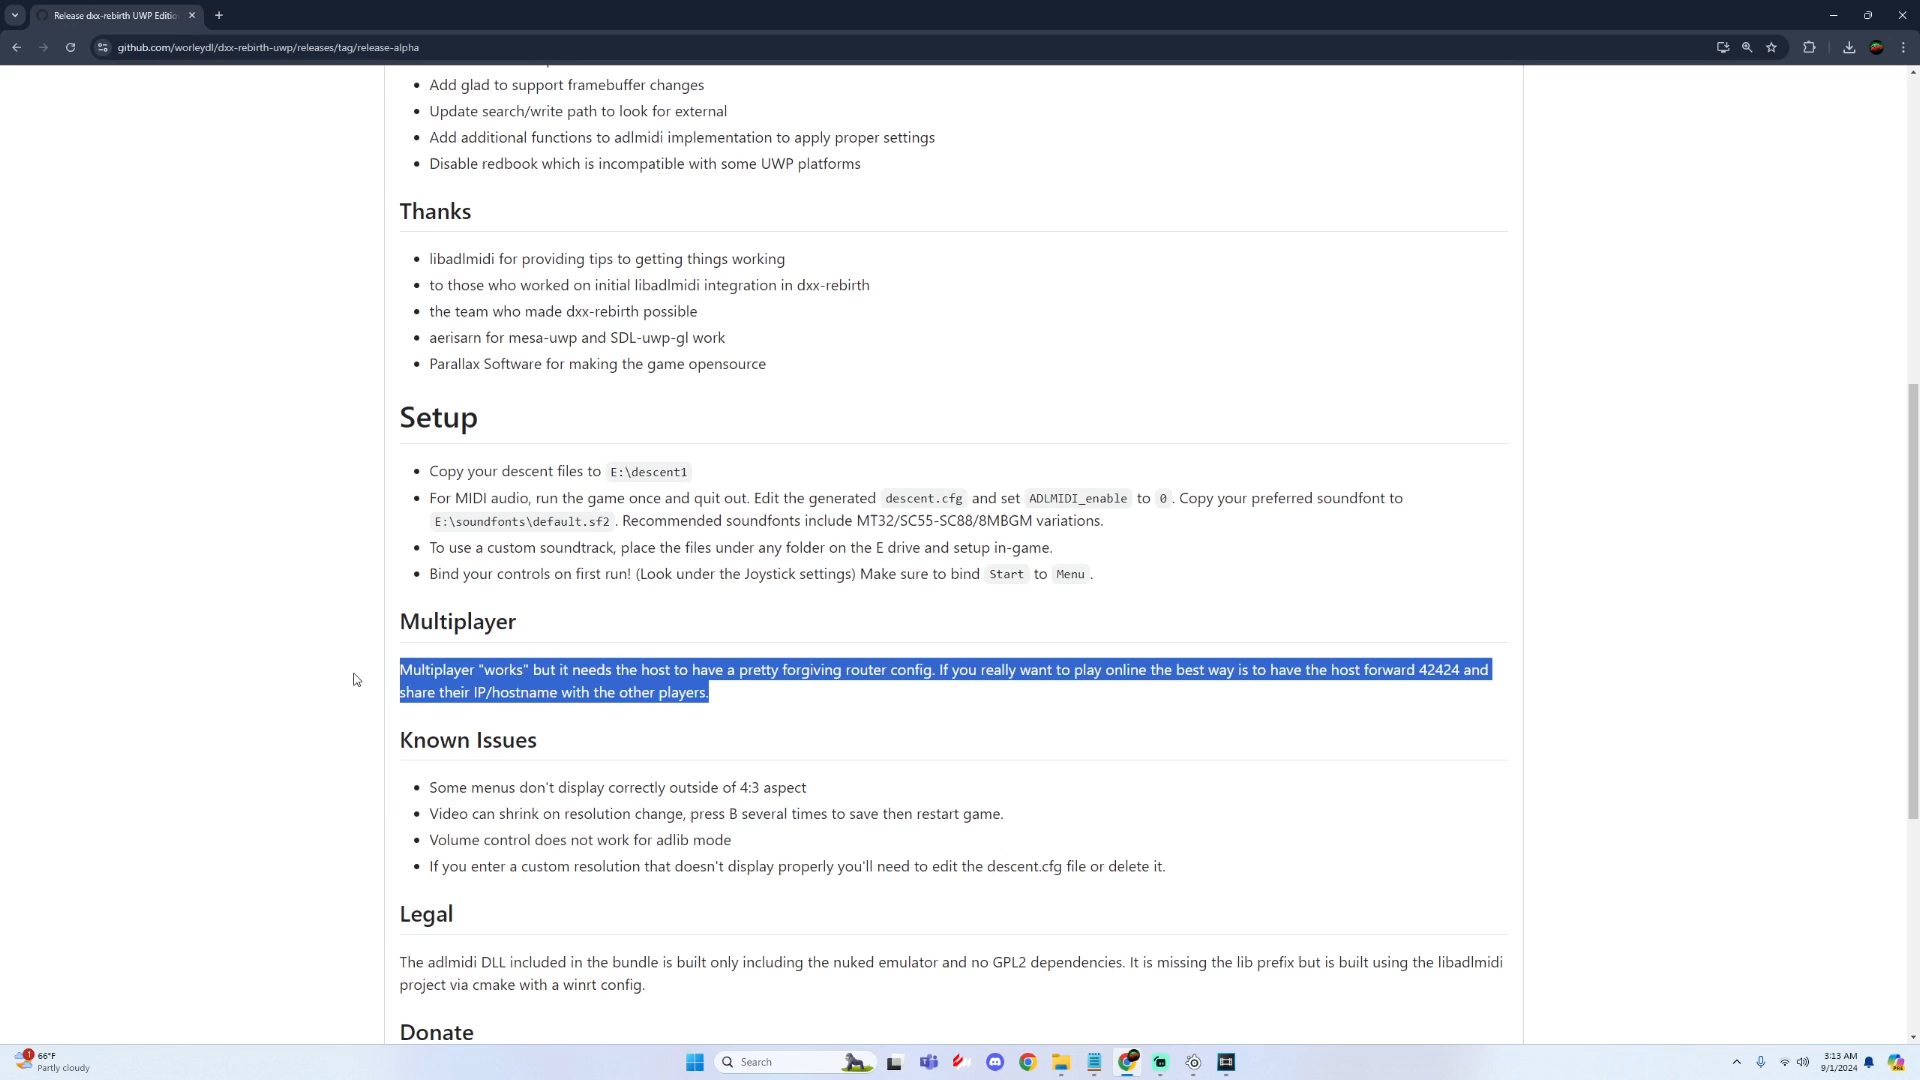 Release dxx-rebirth UWP Editio
github.com/worleydl/dxx-rebirth-uwp/releases/tag/release-alpha
Add glad to support framebuffer changes
Update search/write path to look for external
Add additional functions to adlmidi implementation to apply proper settings
Disable redbook which is incompatible with some UWP platforms
Thanks
libadlmidi for providing tips to getting things working
to those who worked on initial libadlmidi integration in dxx-rebirth
the team who made dxx-rebirth possible
aerisarn for mesa-uwp and SDL-uwp-gl work
Parallax Software for making the game opensource
Setup
Copy your descent files to E:\descent1
For MIDI audio, run the game once and quit out. Edit the generated descent.cfg and set ADLMIDI_enable to 0. Copy your preferred soundfont to
E:\soundfonts\default.sf2. Recommended soundfonts include MT32/SC55-SC88/8MBGM variations.
To use a custom soundtrack, place the files under any folder on the E drive and setup in-game.
Bind your controls on first run! (Look under the Joystick settings) Make sure to bind Start to Menu.
Multiplayer
Multiplayer "works" but it needs the host to have a pretty forgiving router config. If you really want to play online the best way is to have the host forward 42424 and
share their IP/hostname with the other players.
Known Issues
Some menus don't display correctly outside of 4:3 aspect
Video can shrink on resolution change, press B several times to save then restart game.
Volume control does not work for adlib mode
If you enter a custom resolution that doesn't display properly you'll need to edit the descent.cfg file or delete it.
Legal
The adlmidi DLL included in the bundle is built only including the nuked emulator and no GPL2 dependencies. It is missing the lib prefix but is built using the libadlmidi
project via cmake with a winrt config.
Donate
1
66°F
Partly cloudy
Search
3:13 AM
9/1/2024